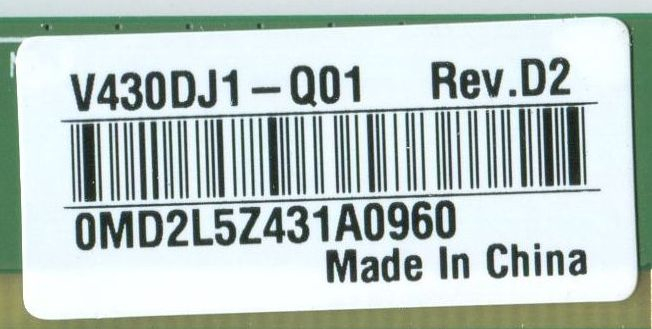 V430DJ1-Q01 Rev.D2
0MD2L5Z431A0960
Made In China